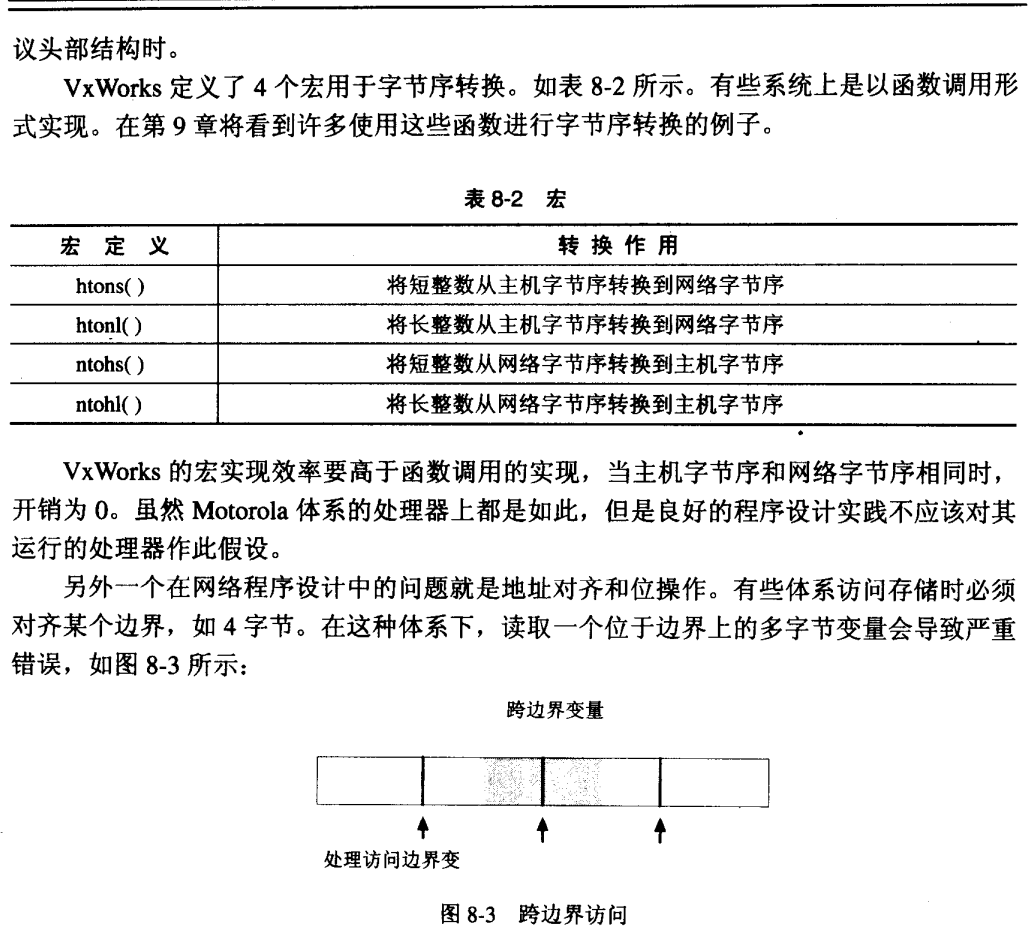 议头部结构时。
VxWorks 定义了 4 个宏用于字节序转换。如表 8-2 所示。有些系统上是以函数调用形
式实现。在第 9 章将看到许多使用这些函数进行字节序转换的例子。
表 8-2 宏
宏 定 义 转 换 作 用
htons( ) 将短整数从主机字节序转换到网络字节序
htonl( ) 将长整数从主机字节序转换到网络字节序
ntohs( ) 将短整数从网络字节序转换到主机字节序
ntohl( ) 将长整数从网络字节序转换到主机字节序
VxWorks 的宏实现效率要高于函数调用的实现，当主机字节序和网络字节序相同时，
开销为 0。虽然 Motorola 体系的处理器上都是如此，但是良好的程序设计实践不应该对其
运行的处理器作此假设。
另外一个在网络程序设计中的问题就是地址对齐和位操作。有些体系访问存储时必须
对齐某个边界，如 4 字节。在这种体系下，读取一个位于边界上的多字节变量会导致严重
错误，如图 8-3 所示：
跨边界变量
处理访问边界变
图 8-3 跨边界访问